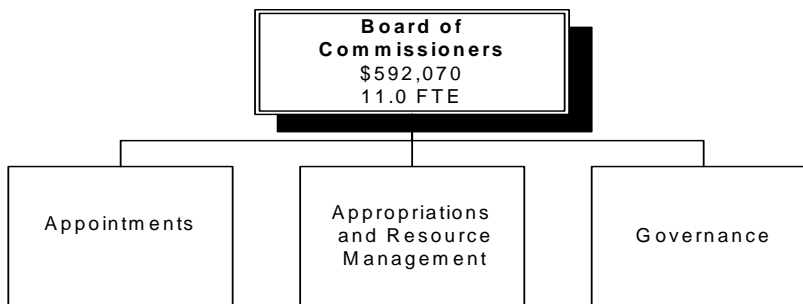 Board of
Commissioners
$592,070
11.0 FTE
Appointments
Appropriations
and Resource
Management
Governance